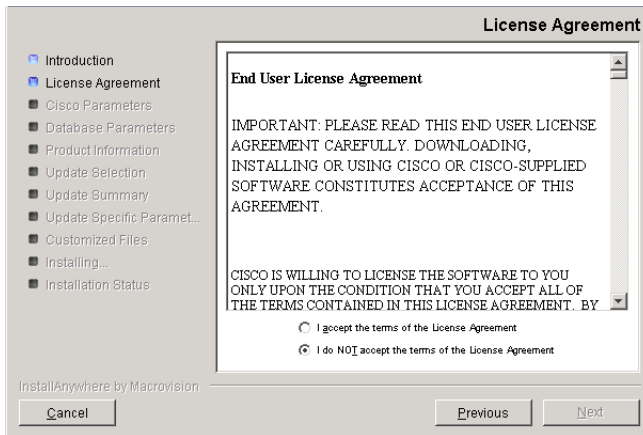 License Agreement
Introduction
License Agreement
Cisco Parameters
Database Parameters
Product Information
Update Selection
Update Summary
Update Specific Paramet...
Customized Files
Installing...
Installation Status
End User License Agreement
IMPORTANT: PLEASE READ THIS END USER LICENSE
AGREEMENT CAREFULLY. DOWNLOADING,
INSTALLING OR USING CISCO OR CISCO-SUPPLIED
SOFTWARE CONSTITUTES ACCEPTANCE OF THIS
AGREEMENT.
CISCO IS WILLING TO LICENSE THE SOFTWARE TO YOU
ONLY UPON THE CONDITION THAT YOU ACCEPT ALL OF
THE TERMS CONTAINED IN THIS LICENSE AGREEMENT. BY
I accept the terms of the License Agreement
I do NOT accept the terms of the License Agreement
InstallAnywhere by Macrovision
Cancel
Previous
Next